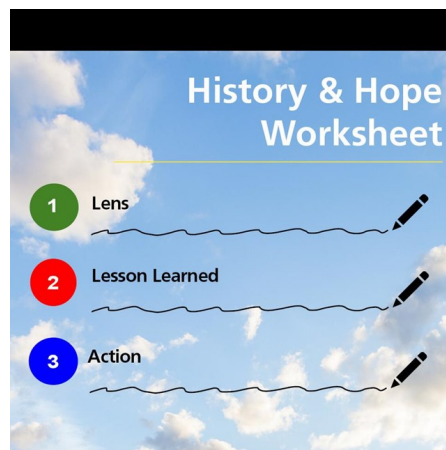 History & Hope
Worksheet
1
Lens
2
Lesson Learned
3
Action